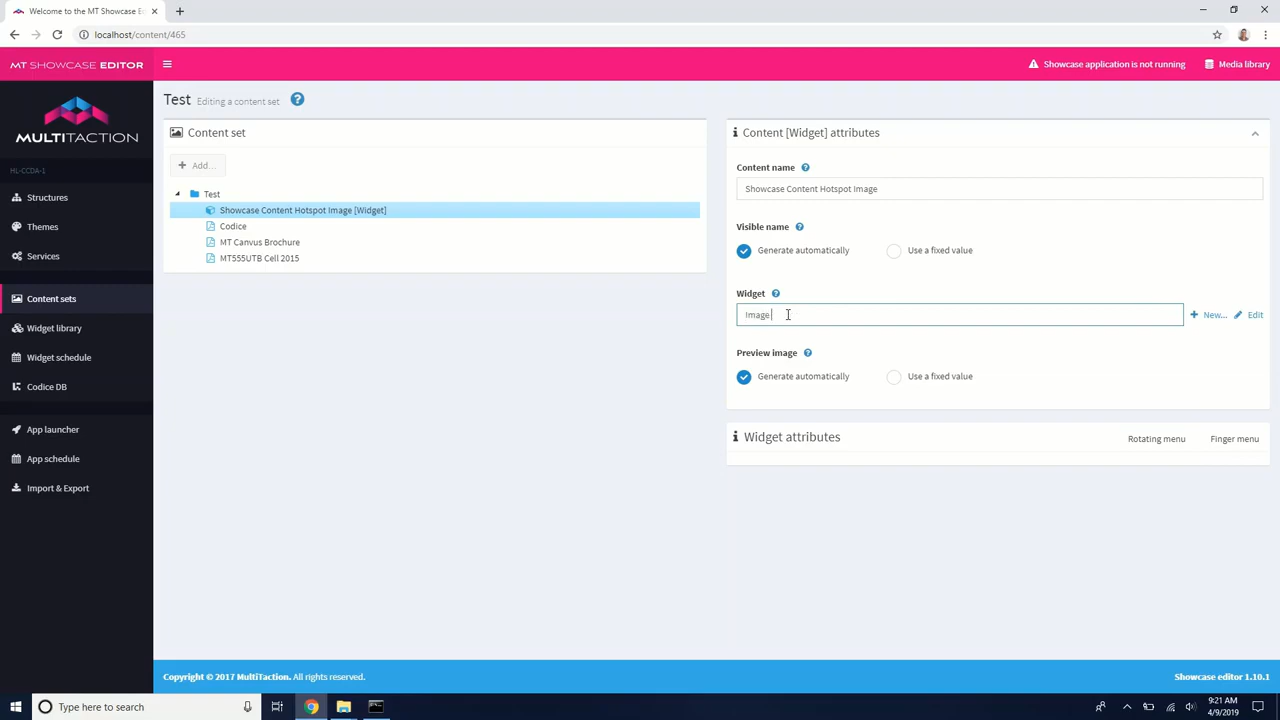 Welcome to the MT Showcase E
localhost/content/465
MT SHOWCASE EDITOR
Showcase application is not running
Media library
MULTITACTION
HL-CCDA-1
Structures
Themes
Services
Content sets
Widget library
Widget schedule
Codice DB
App launcher
App schedule
Import & Export
Test Editing a content set
Content set
Add...
Test
Showcase Content Hotspot Image [Widget]
Codice
MT Canvus Brochure
MT555UTB Cell 2015
Content [Widget] attributes
Content name
Showcase Content Hotspot Image
Visible name
Generate automatically
Use a fixed value
Widget
Image
New...
Edit
Preview image
Generate automatically
Use a fixed value
Widget attributes
Rotating menu
Finger menu
Copyright © 2017 MultiTaction. All rights reserved.
Showcase editor 1.10.1
Type here to search
9:21 AM
4/9/2019